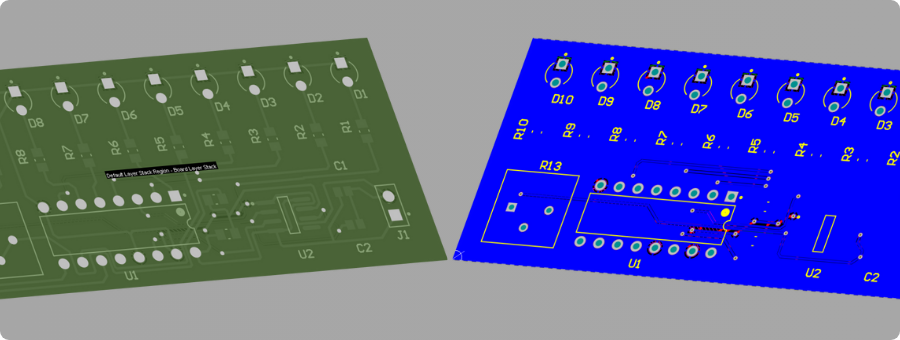 D8 D7 D6 D5 D4 D3 D2 D1
R8 R7 R6 R5 R4 R3 R2 R1
Default Layer Stack Region - Board Layer Stack
C1
U1 U2 C2 J1
D10 D9 D8 D7 D6 D5 D4 D3
R10 R9 R8 R7 R6 R5 R4 R3 R2
R13
U1 U2 C2